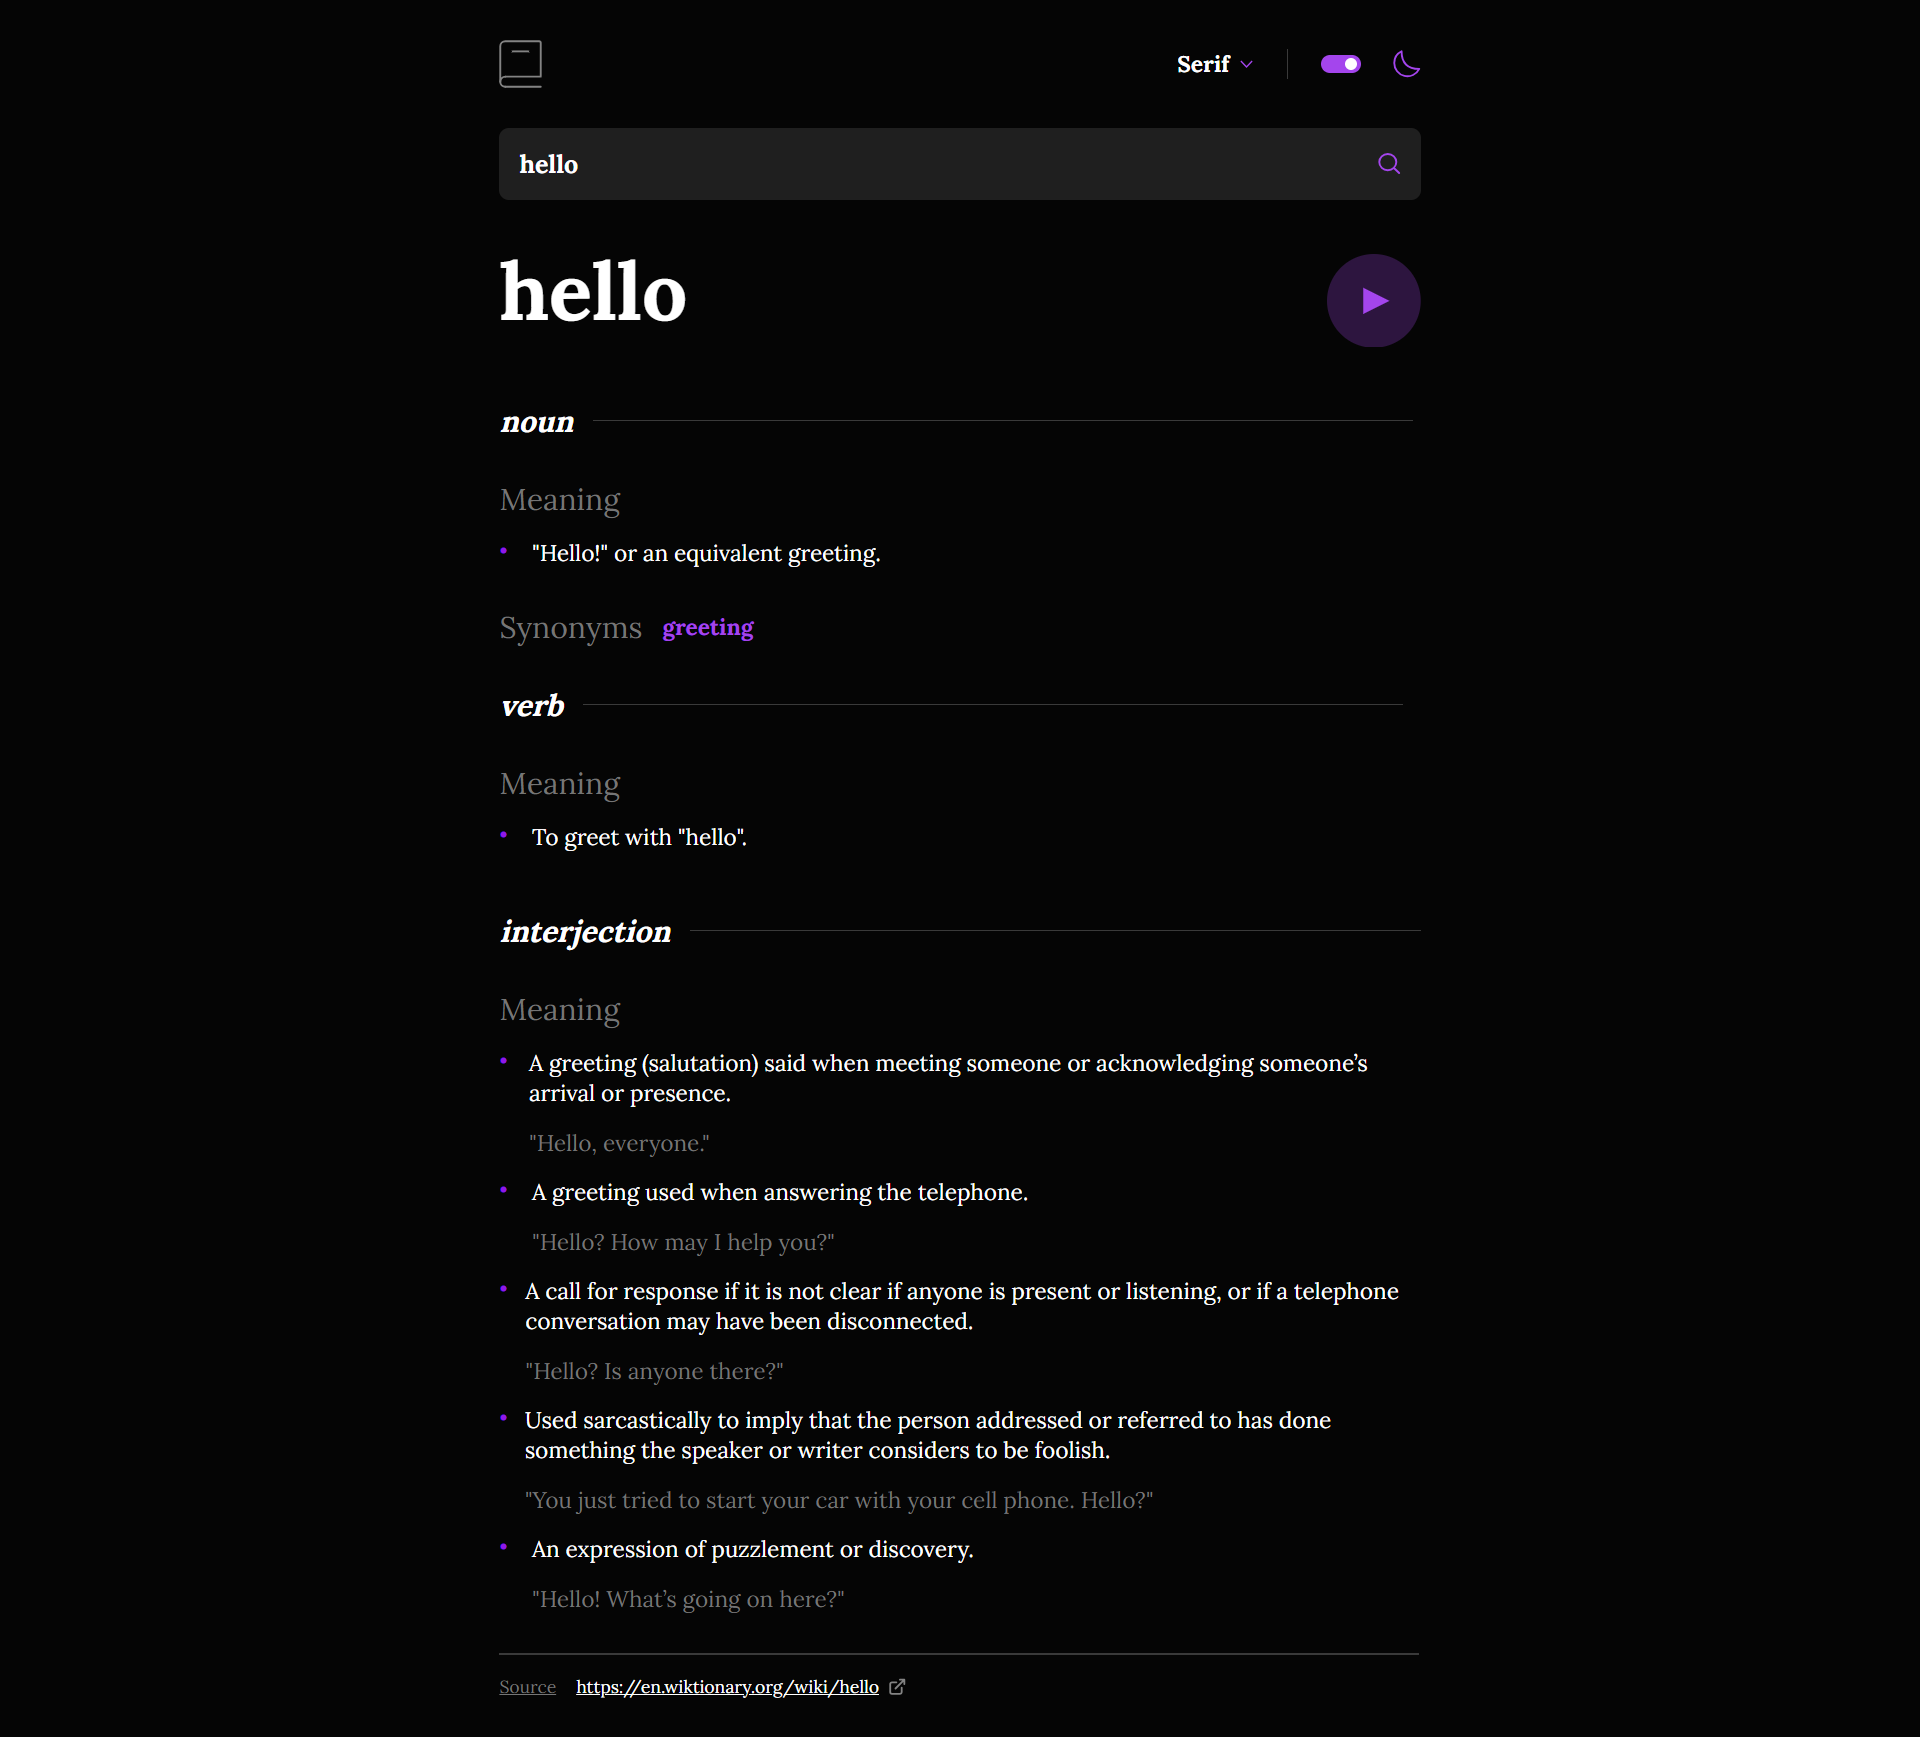 Serif
hello
hello
noun
Meaning
• "Hello!" or an equivalent greeting.
Synonyms greeting
verb
Meaning
• To greet with "hello".
interjection
Meaning
• A greeting (salutation) said when meeting someone or acknowledging someone’s
arrival or presence.
"Hello, everyone."
• A greeting used when answering the telephone.
"Hello? How may I help you?"
• A call for response if it is not clear if anyone is present or listening, or if a telephone
conversation may have been disconnected.
"Hello? Is anyone there?"
• Used sarcastically to imply that the person addressed or referred to has done
something the speaker or writer considers to be foolish.
"You just tried to start your car with your cell phone. Hello?"
• An expression of puzzlement or discovery.
"Hello! What’s going on here?"
Source https://en.wiktionary.org/wiki/hello